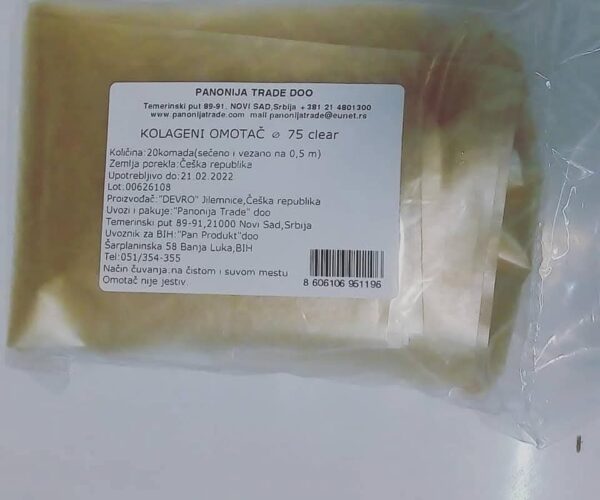 PANONIJA TRADE DOO
Temerinski put 89-91, NOVI SAD,Srbija +381 21 4801300
www.panonijatrade.com mail panonijatrade@eunet.rs
KOLAGENI OMOTAČ ⌀ 75 clear
Količina:20komada(sečeno i vezano na 0,5 m)
Zemlja porekla:Češka republika
Upotrebljivo do:21.02.2022
Lot:00626108
Proizvođač:"DEVRO" Jilemnice,Češka republika
Uvozi i pakuje:"Panonija Trade" doo
Temerinski put 89-91,21000 Novi Sad,Srbija
Uvoznik za BIH:"Pan Produkt"doo
Šarplaninska 58 Banja Luka,BIH
Tel:051/354-355
Način čuvanja:na čistom i suvom mestu
Omotač nije jestiv
8 606106 951196